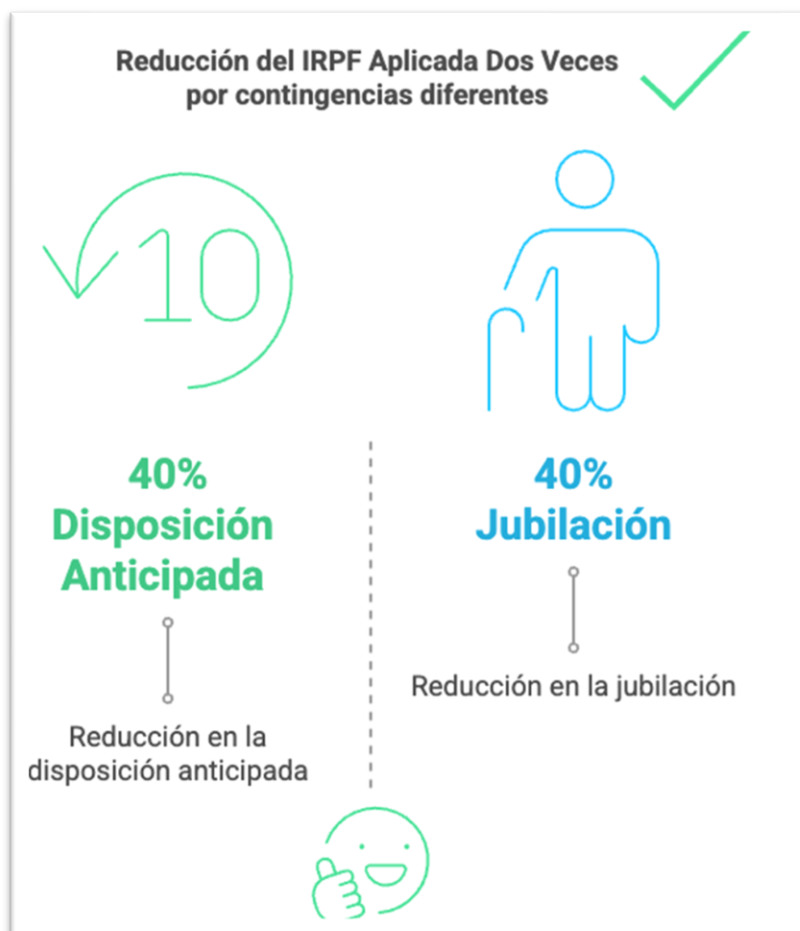 Reducción del IRPF Aplicada Dos Veces
por contingencias diferentes
10
40%
Disposición
Anticipada
Reducción en la
disposición anticipada
40%
Jubilación
Reducción en la jubilación